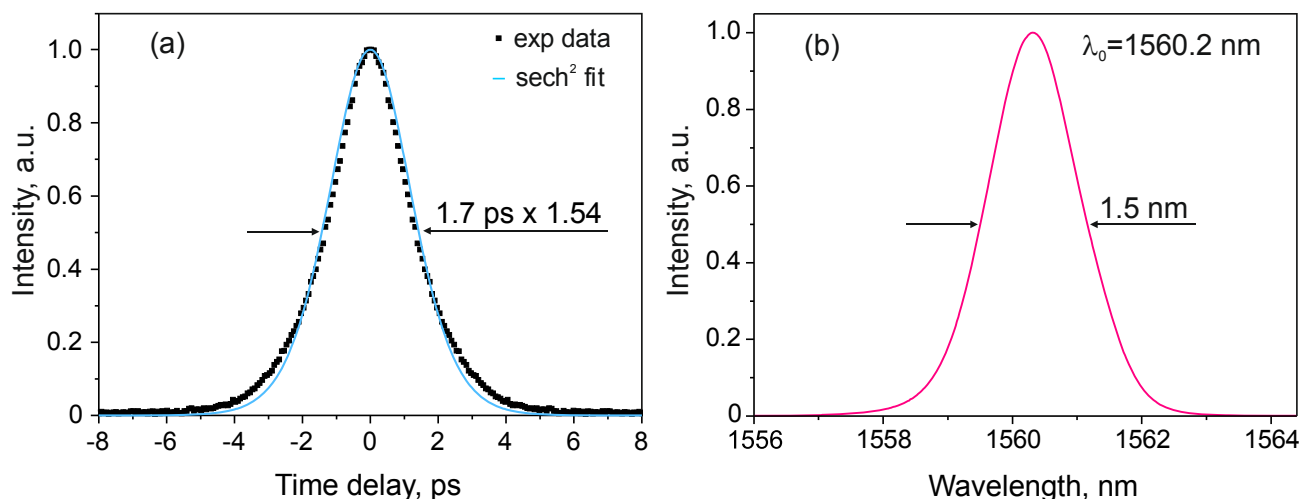 (a)
exp data
sech² fit
1.7 ps x 1.54
Intensity, a.u.
1.0
0.8
0.6
0.4
0.2
0
-8 -6 -4 -2 0 2 4 6 8
Time delay, ps
(b)
λ₀=1560.2 nm
1.5 nm
Intensity, a.u.
1.0
0.8
0.6
0.4
0.2
0
1556 1558 1560 1562 1564
Wavelength, nm